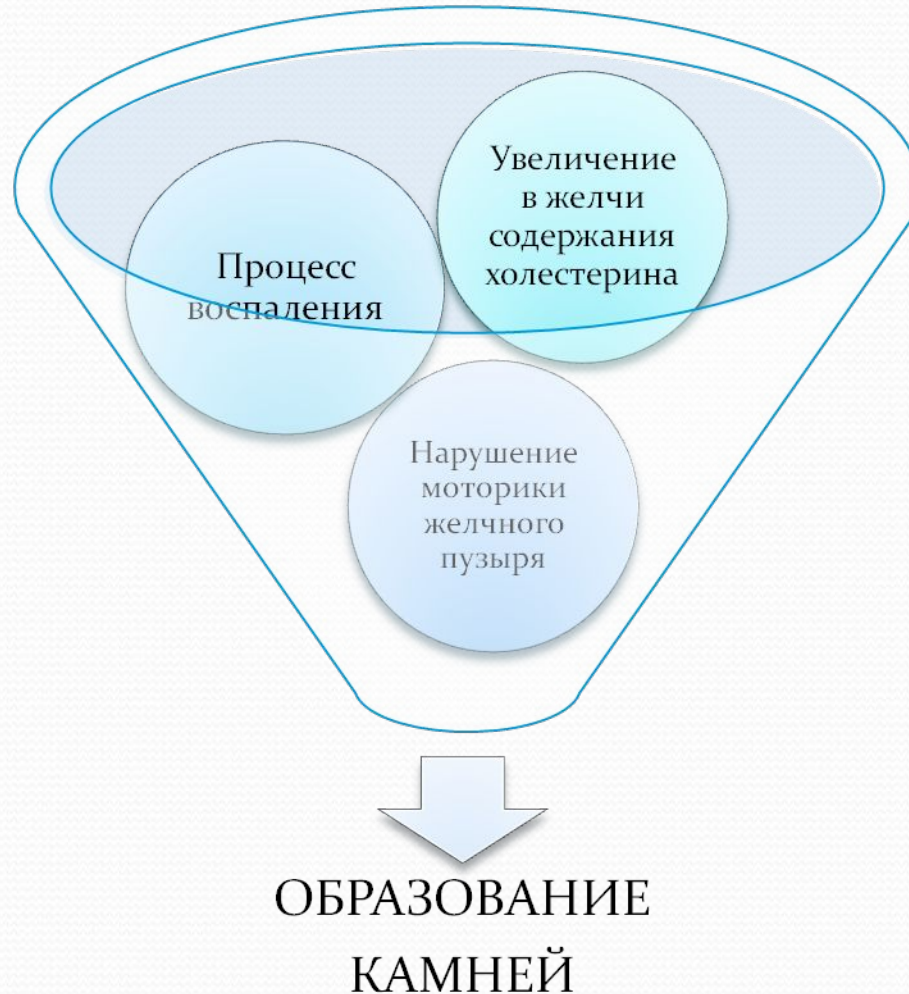 Увеличение
в желчи
содержания
холестерина
Процесс
воспаления
Нарушение
моторики
желчного
пузыря
ОБРАЗОВАНИЕ
КАМНЕЙ